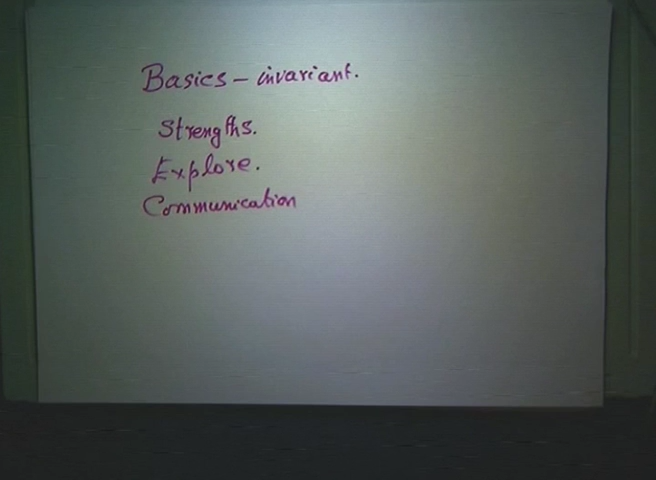 Basics – invariant.
Strengths.
Explore.
Communication